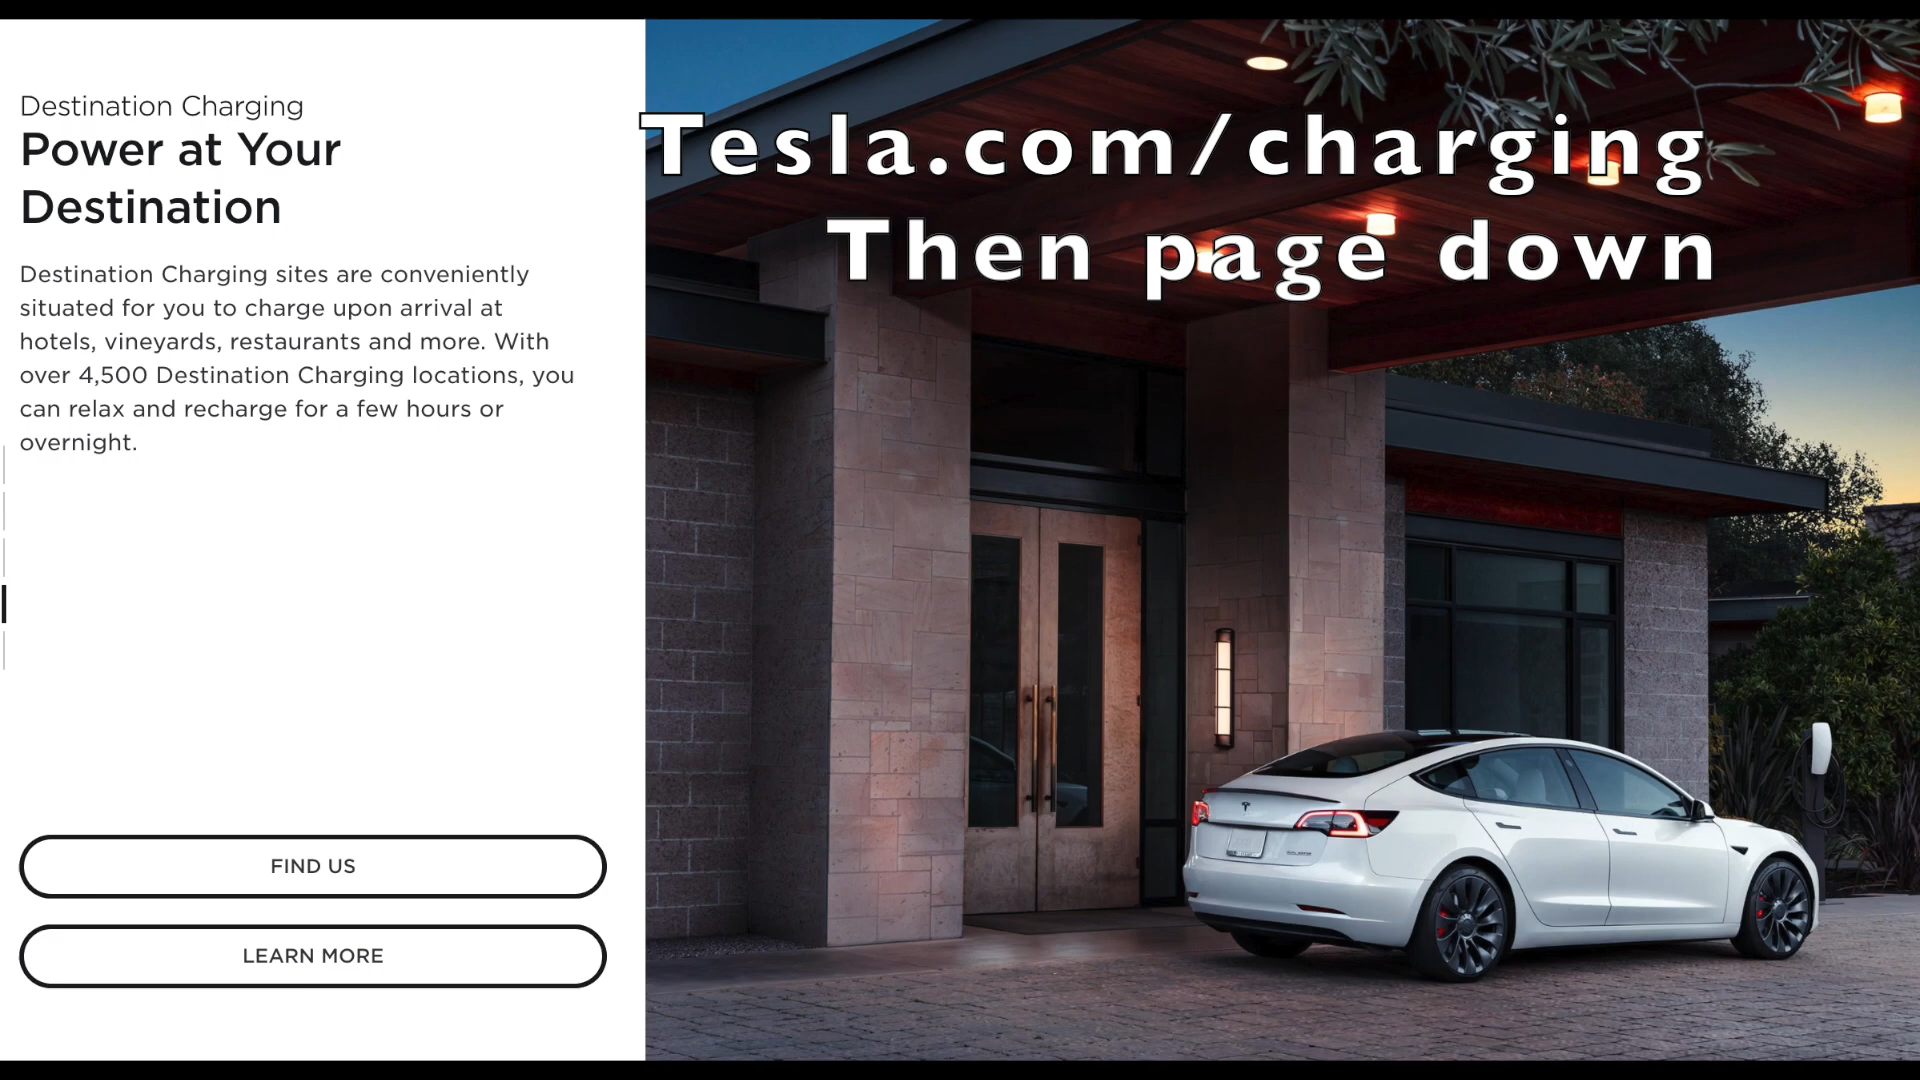 Destination Charging
Power at Your
Destination
Destination Charging sites are conveniently
situated for you to charge upon arrival at
hotels, vineyards, restaurants and more. With
over 4,500 Destination Charging locations, you
can relax and recharge for a few hours or
overnight.
FIND US
LEARN MORE
Tesla.com/charging
Then page down